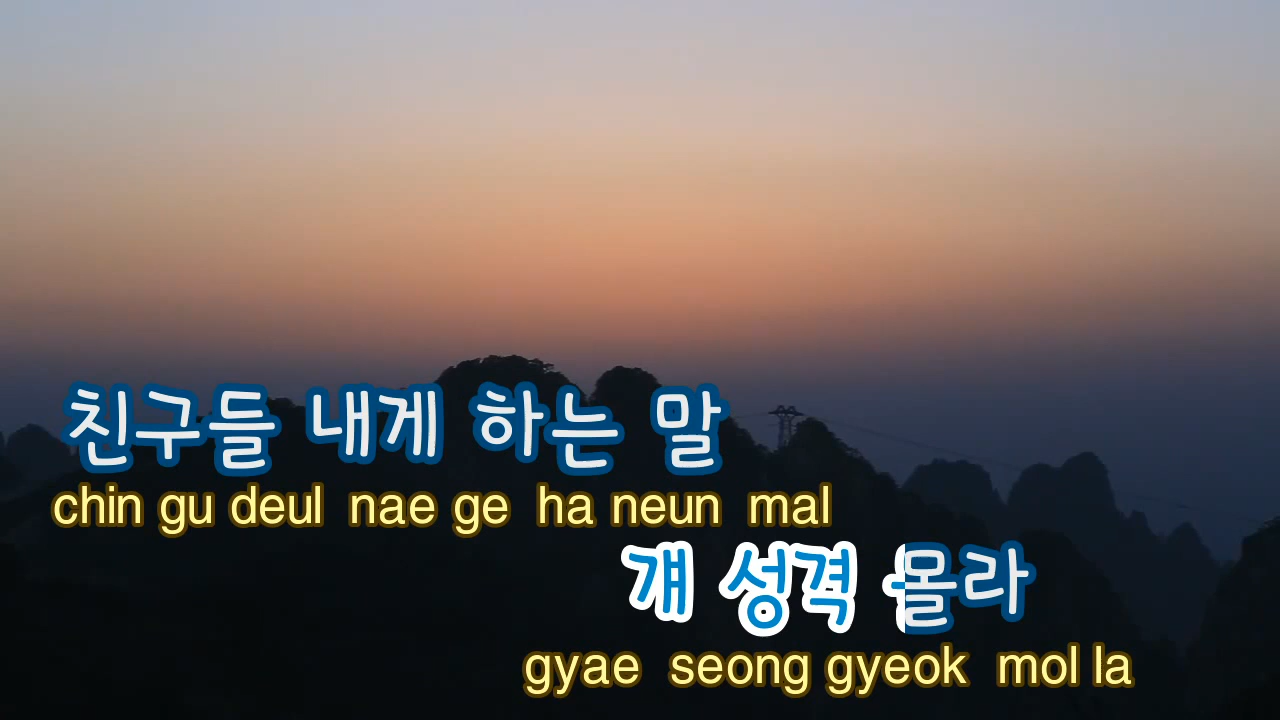 친구들 내게 하는 말
chin gu deul nae ge ha neun mal
걔 성격 몰라
gyae seong gyeok mol la